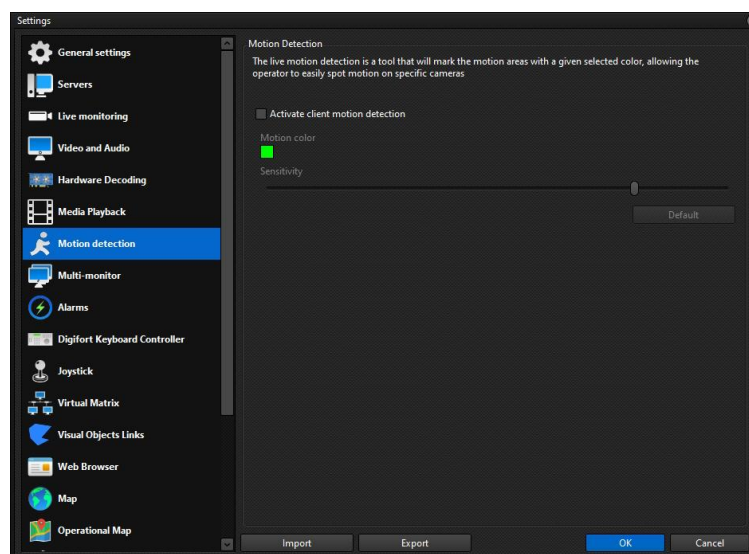 Settings
General settings
Servers
Live monitoring
Video and Audio
Hardware Decoding
Media Playback
Motion detection
Multi-monitor
Alarms
Digifort Keyboard Controller
Joystick
Virtual Matrix
Visual Objects Links
Web Browser
Map
Operational Map
Motion Detection
The live motion detection is a tool that will mark the motion areas with a given selected color, allowing the
operator to easily spot motion on specific cameras
Activate client motion detection
Motion color
Sensitivity
Default
Import
Export
OK
Cancel